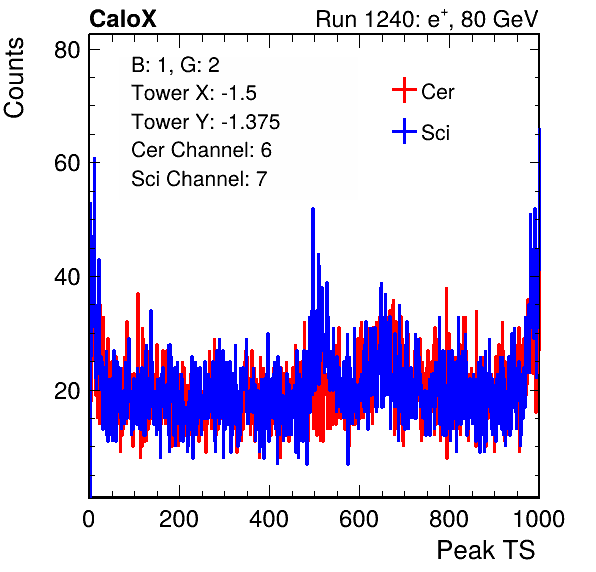 CaloX Run 1240: e+, 80 GeV
Counts
80
60
40
20
B: 1, G: 2
Tower X: -1.5
Tower Y: -1.375
Cer Channel: 6
Sci Channel: 7
Cer
Sci
0 200 400 600 800 1000
Peak TS